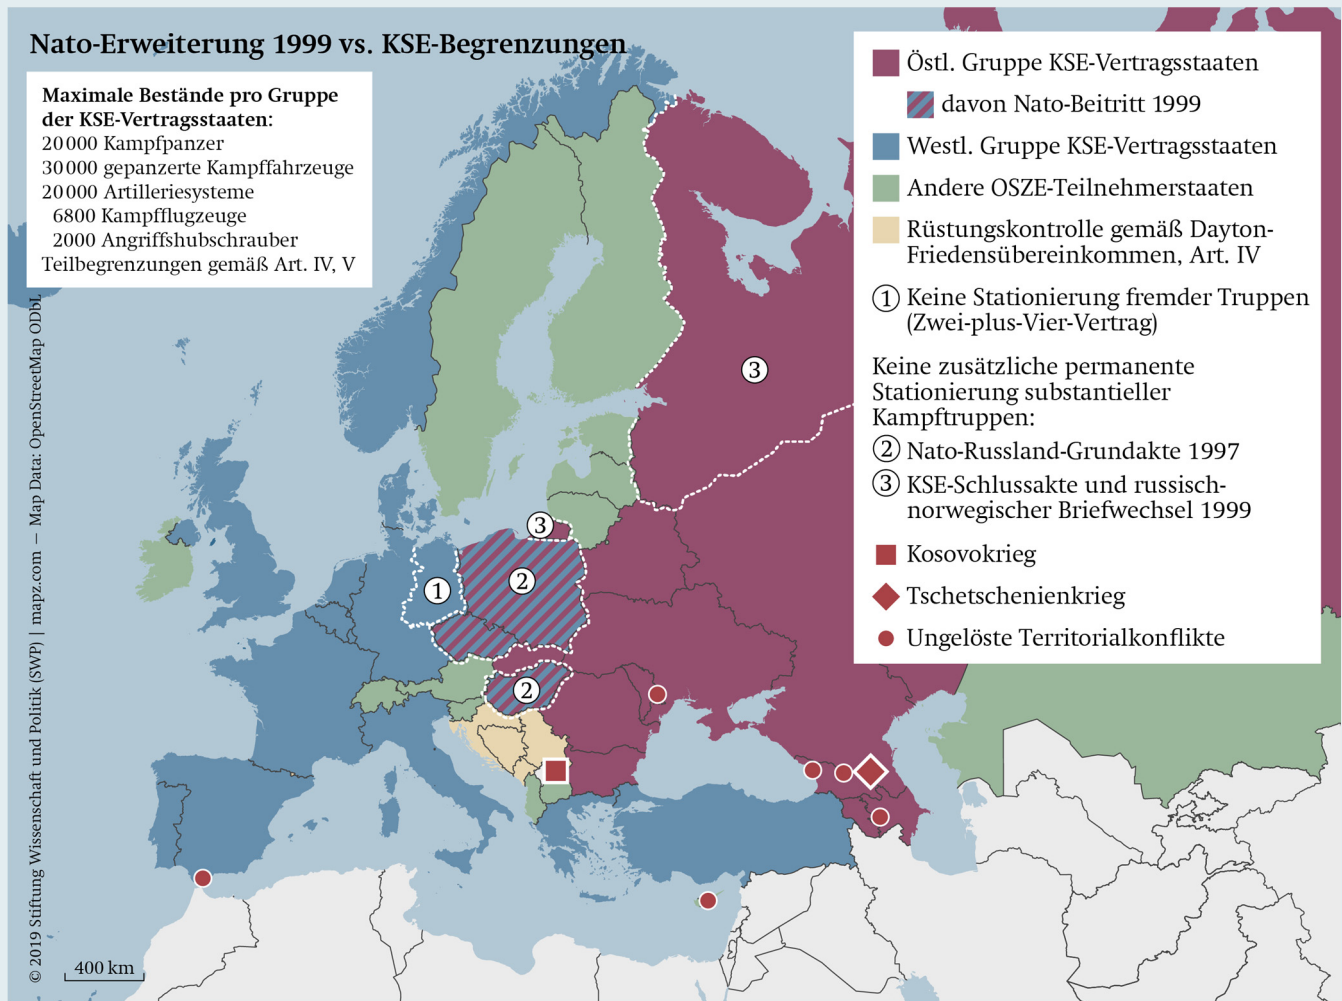 Nato-Erweiterung 1999 vs. KSE-Begrenzungen
Maximale Bestände pro Gruppe
der KSE-Vertragsstaaten:
20 000 Kampfpanzer
30 000 gepanzerte Kampffahrzeuge
20 000 Artilleriesysteme
6800 Kampfflugzeuge
2000 Angriffshubschrauber
Teilbegrenzungen gemäß Art. IV, V
Östl. Gruppe KSE-Vertragsstaaten
davon Nato-Beitritt 1999
Westl. Gruppe KSE-Vertragsstaaten
Andere OSZE-Teilnehmerstaaten
Rüstungskontrolle gemäß Dayton-
Friedensübereinkommen, Art. IV
1 Keine Stationierung fremder Truppen
(Zwei-plus-Vier-Vertrag)
Keine zusätzliche permanente
Stationierung substantieller
Kampftruppen:
2 Nato-Russland-Grundakte 1997
3 KSE-Schlussakte und russisch-
norwegischer Briefwechsel 1999
Kosovokrieg
Tschetschenienkrieg
Ungelöste Territorialkonflikte
3
3
2
1
2
400 km
© 2019 Stiftung Wissenschaft und Politik (SWP) | mapz.com – Map Data: OpenStreetMap ODbL